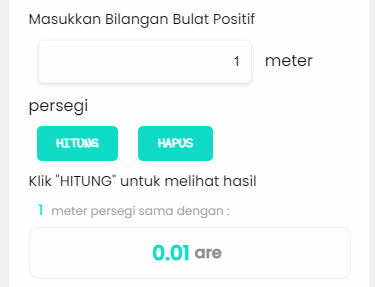 Masukkan Bilangan Bulat Positif
1 meter
persegi
HITUNG HAPUS
Klik "HITUNG" untuk melihat hasil
1 meter persegi sama dengan :
0.01 are